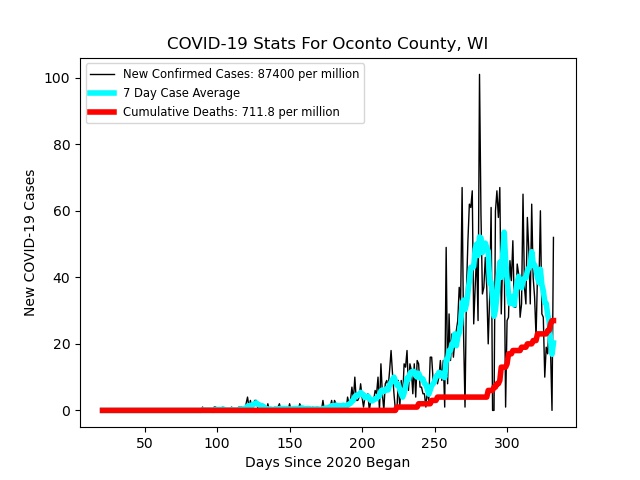 COVID-19 Stats For Oconto County, WI
New Confirmed Cases: 87400 per million
7 Day Case Average
Cumulative Deaths: 711.8 per million
New COVID-19 Cases
100
80
60
40
20
0
50 100 150 200 250 300
Days Since 2020 Began